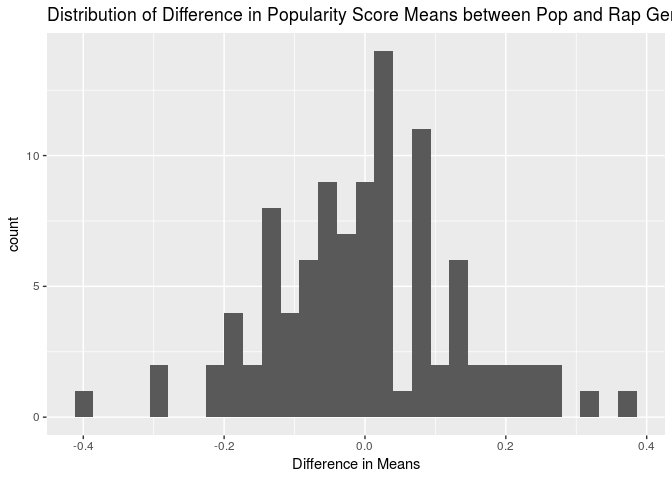 Distribution of Difference in Popularity Score Means between Pop and Rap
count
10
5
0
-0.4
-0.2
0.0
0.2
0.4
Difference in Means